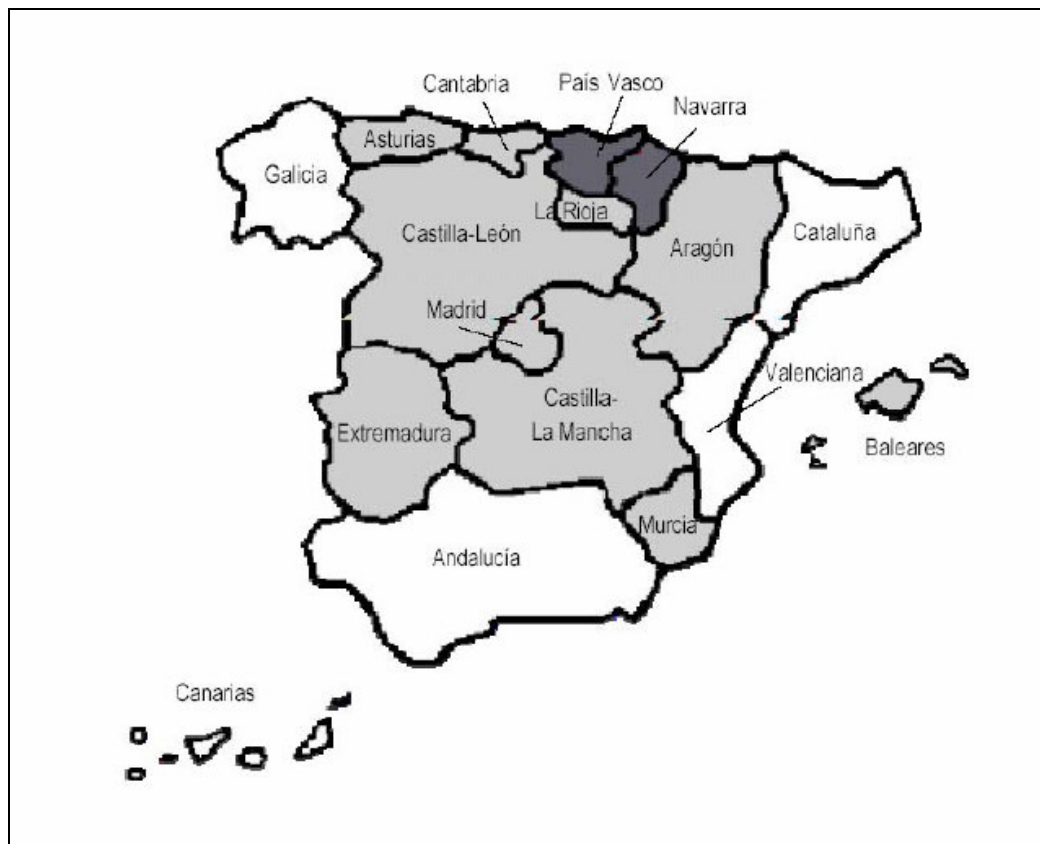 Cantabria
País Vasco
Navarra
Asturias
Galicia
La Rioja
Castilla-León
Aragón
Cataluña
Madrid
Valenciana
Castilla-
La Mancha
Extremadura
Baleares
Murcia
Andalucía
Canarias